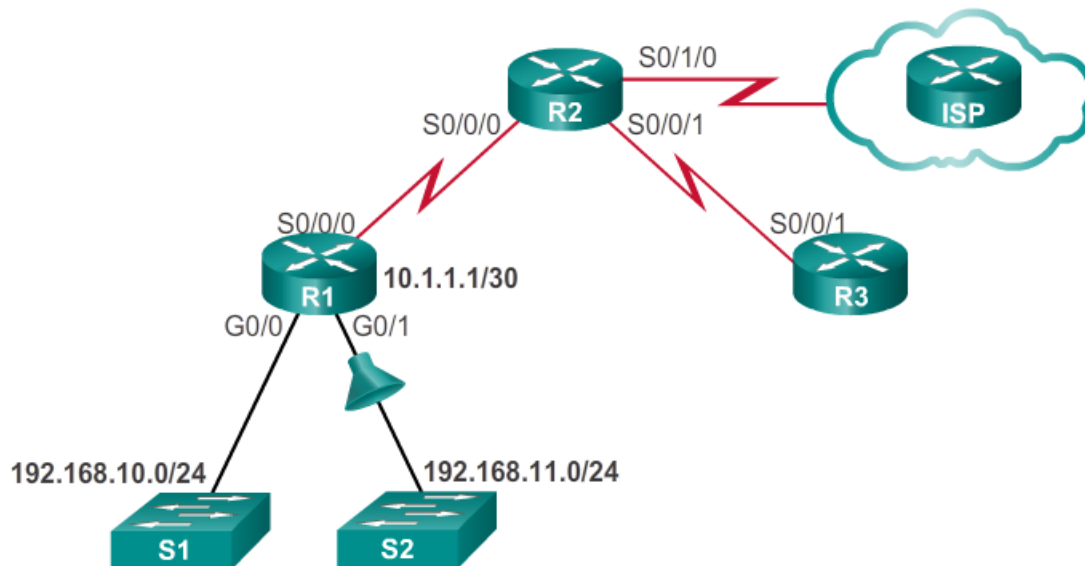 S0/1/0
R2
ISP
S0/0/0
S0/0/1
S0/0/0
S0/0/1
R1
10.1.1.1/30
R3
G0/0
G0/1
192.168.10.0/24
192.168.11.0/24
S1
S2